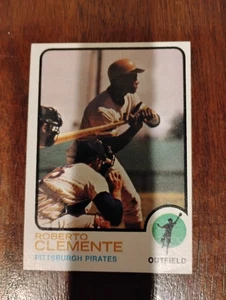 ROBERTO
CLEMENTE
PITTSBURGH PIRATES
OUTFIELD